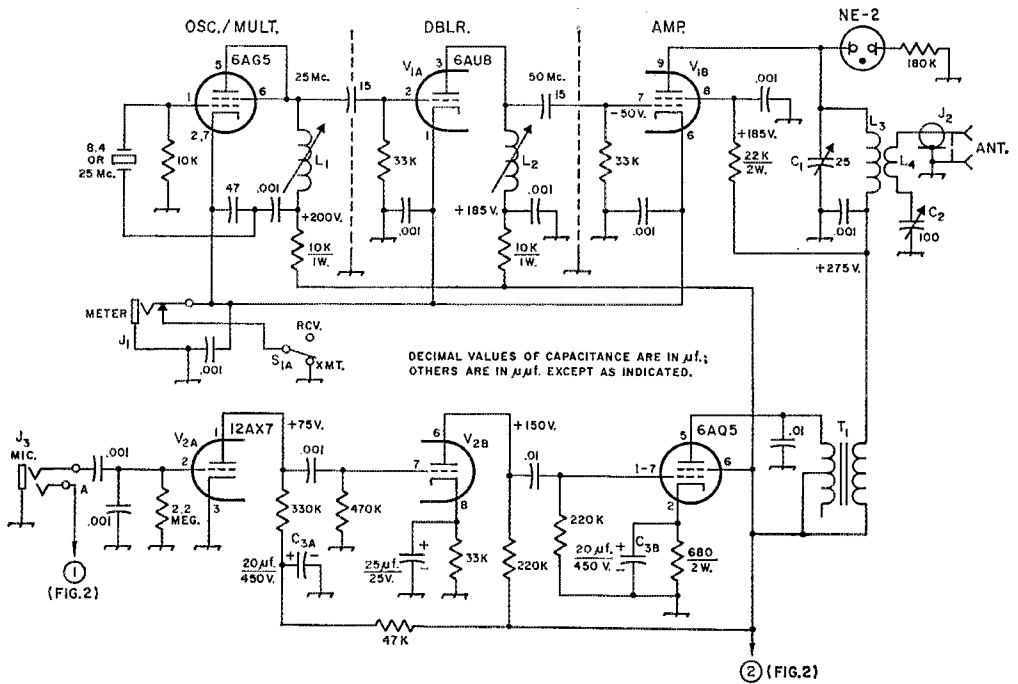 OSC./MULT.
DBLR.
AMP.
NE-2
180K
6AG5
5
1
6
2,7
25 Mc.
15
8.4
OR
25 Mc.
10K
L1
47
.001
+200V.
10K
1W.
V1A
6AU8
3
2
1
33K
.001
50 Mc.
15
L2
+185V.
.001
10K
1W.
V1B
9
7
-50V.
8
6
33K
.001
.001
+185V.
22K
2W.
C1
25
L3
L4
J2
ANT.
.001
C2
100
+275V.
METER
J1
.001
RCV.
S1A
XMT.
DECIMAL VALUES OF CAPACITANCE ARE IN µf.;
OTHERS ARE IN µµf. EXCEPT AS INDICATED.
J3
MIC.
A
.001
.001
1
(FIG.2)
2.2
MEG.
V2A
12AX7
1
2
3
+75V.
.001
330K
470K
C3A
+ -
20µf.
450V.
V2B
6
7
8
25µf.
25V.
+
-
33K
+150V.
.01
220K
220K
47K
6AQ5
5
1-7
6
2
20µf.
450V.
+
-
C3B
680
2W.
.01
T1
2 (FIG.2)